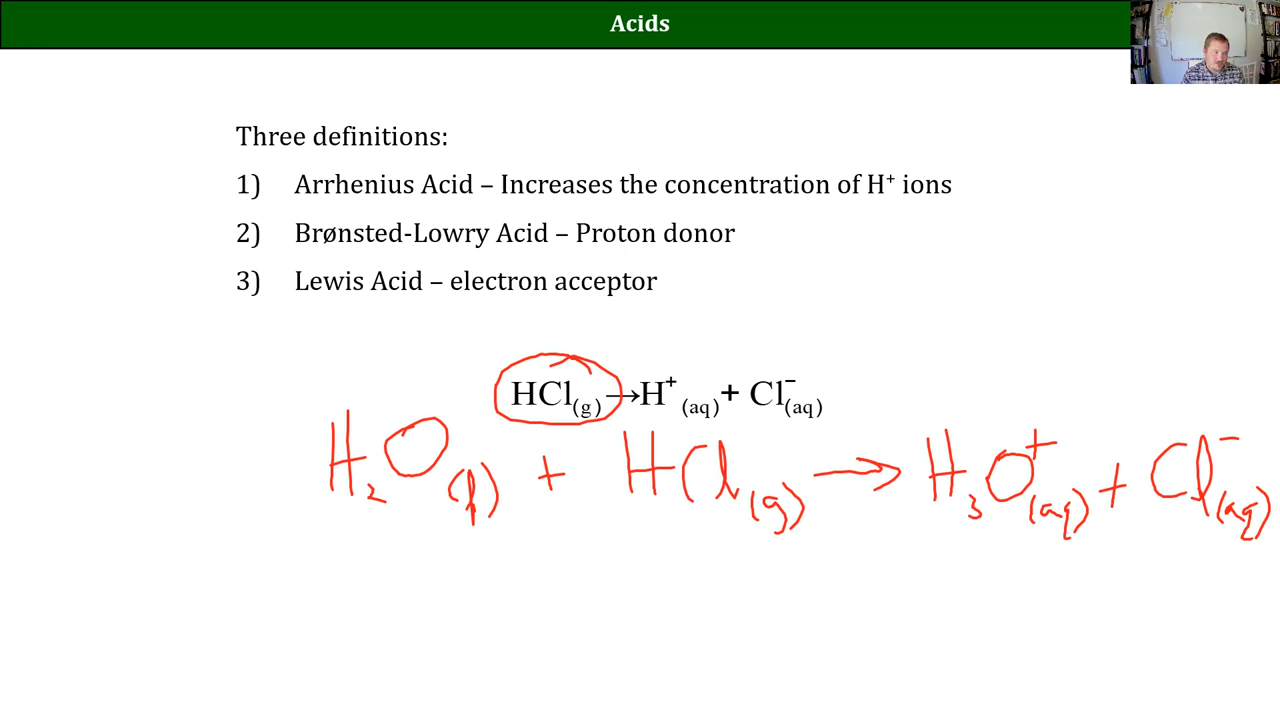 Acids
Three definitions:
1) Arrhenius Acid – Increases the concentration of H⁺ ions
2) Brønsted-Lowry Acid – Proton donor
3) Lewis Acid – electron acceptor
HCl(g)→H⁺(aq)+ Cl⁻(aq)
H₂O(l) + HCl(g) → H₃O⁺(aq) + Cl⁻(aq)